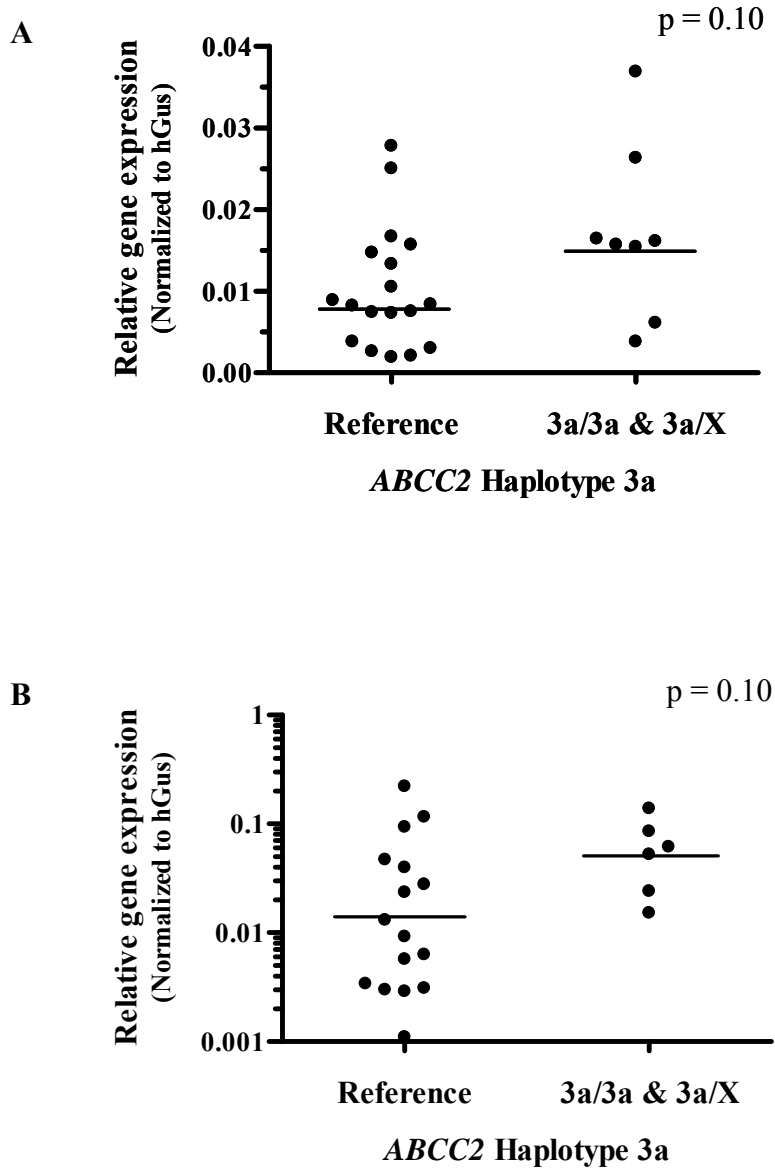 A
p = 0.10
Relative gene expression
(Normalized to hGus)
0.04
0.03
0.02
0.01
0.00
Reference 3a/3a & 3a/X
ABCC2 Haplotype 3a
B
p = 0.10
Relative gene expression
(Normalized to hGus)
1
0.1
0.01
0.001
Reference 3a/3a & 3a/X
ABCC2 Haplotype 3a